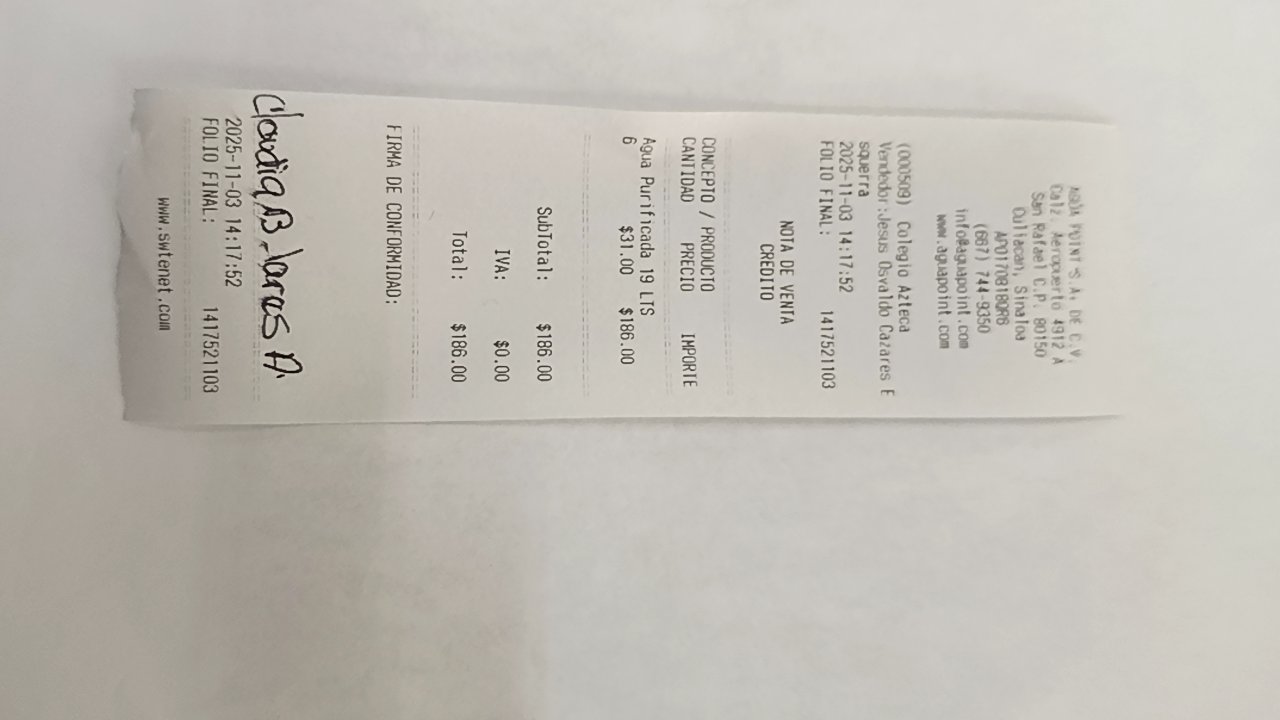 AGUA POINT S.A. DE C.V.
Calz. Aeropuerto 4912 A
San Rafael C.P. 80150
Culiacan, Sinaloa
(667) 744-9350
info@aguapoint.com
www.aguapoint.com
(000509) Colegio Azteca
Vendedor:Jesus Osvaldo Cazares E
squerra
2025-11-03 14:17:52
FOLIO FINAL: 1417521103
NOTA DE VENTA
CREDITO
CONCEPTO / PRODUCTO
CANTIDAD PRECIO IMPORTE
Agua Purificada 19 LTS
6 $31.00 $186.00
SubTotal: $186.00
IVA: $0.00
Total: $186.00
FIRMA DE CONFORMIDAD:
Claudia B. Jaras A.
2025-11-03 14:17:52
FOLIO FINAL: 1417521103
www.swtenet.com